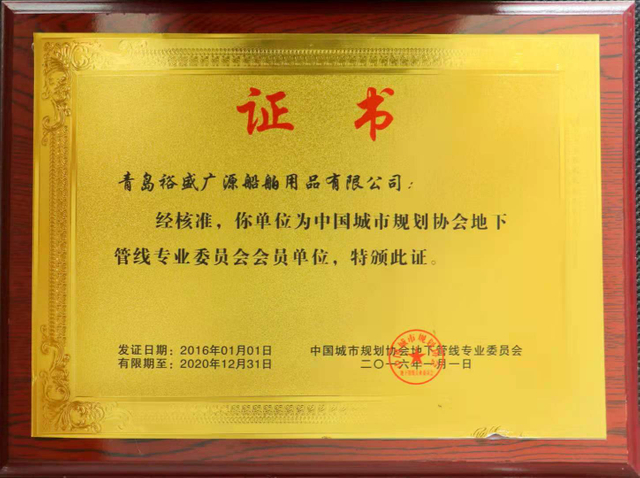 证 书
青岛裕盛广源船舶用品有限公司：
经核准，你单位为中国城市规划协会地下
管线专业委员会会员单位，特颁此证。
发证日期：2016年01月01日
有限期至：2020年12月31日
中国城市规划协会地下管线专业委员会
二〇一六年一月一日